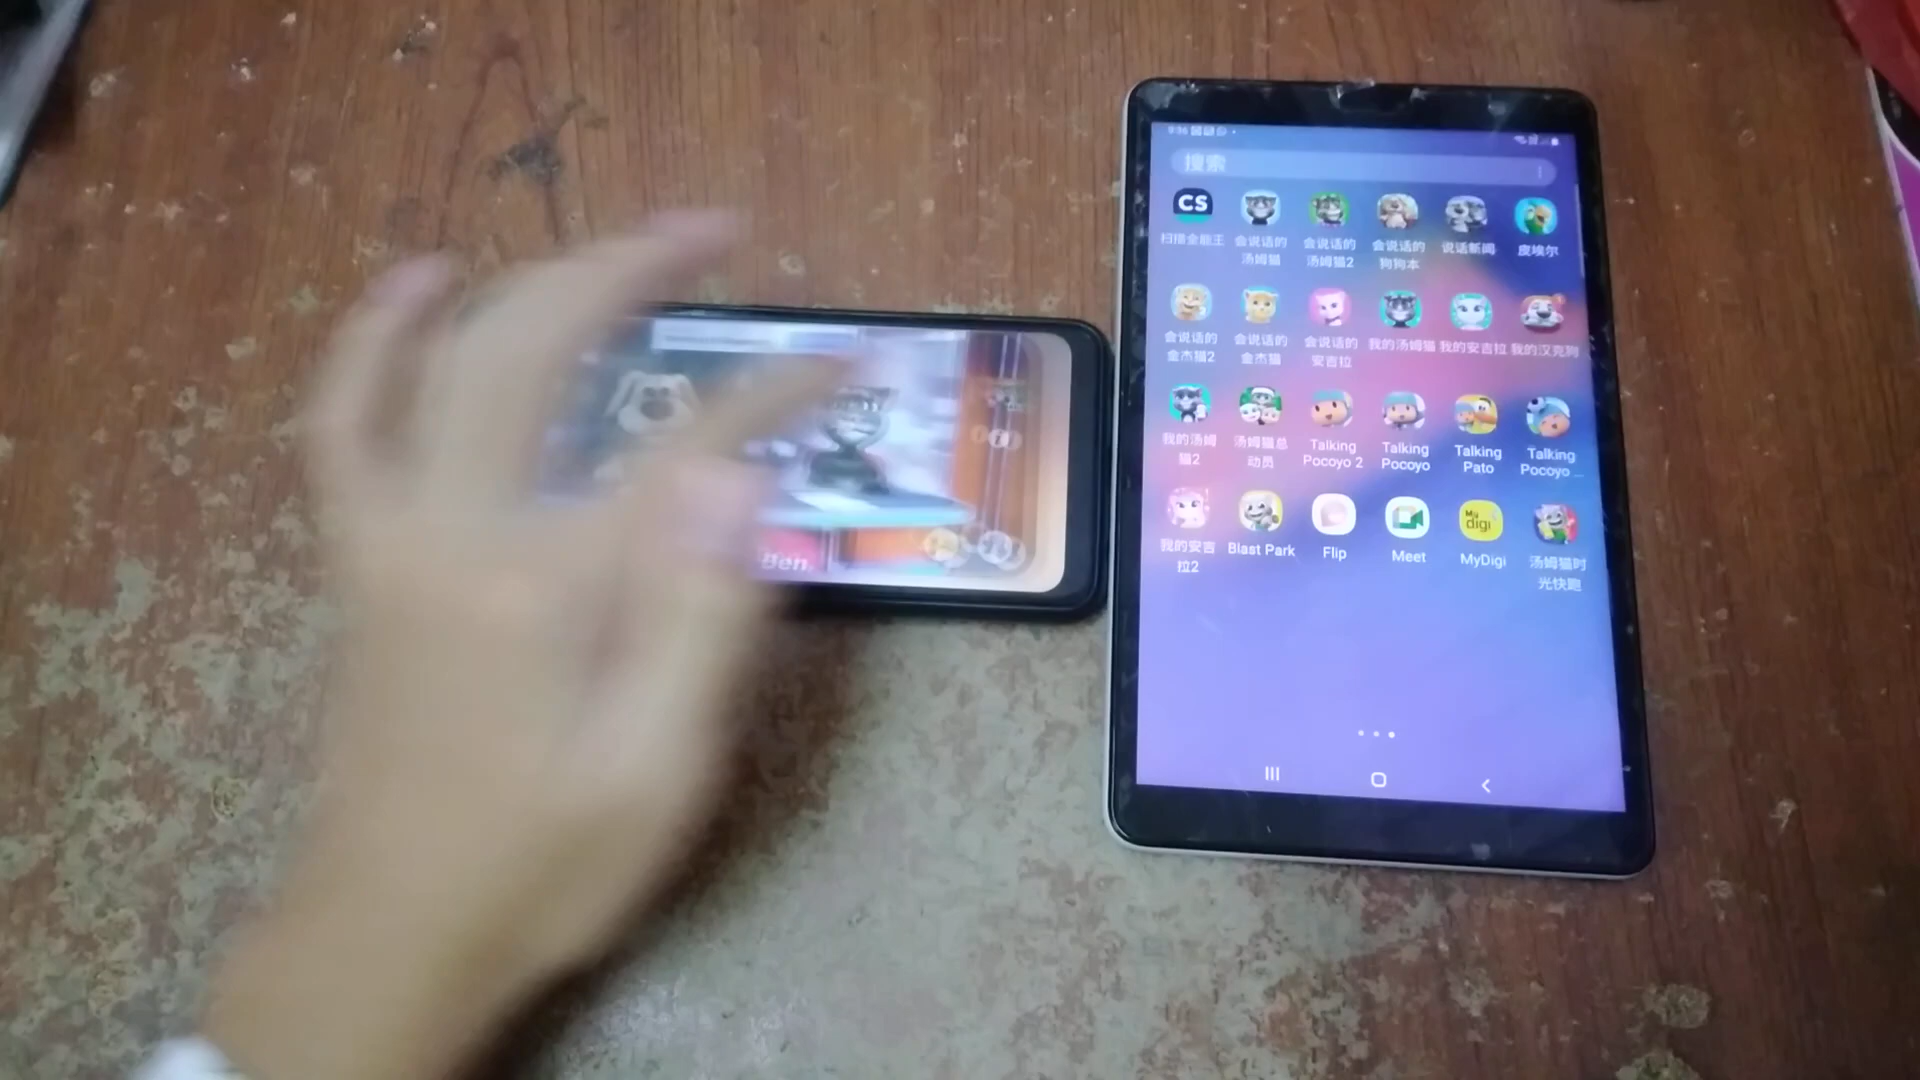 Ben.
9:36
搜索
CS
扫描全能王
会说话的
汤姆猫
会说话的
汤姆猫2
会说话的
狗狗本
说话新闻
皮埃尔
会说话的
金杰猫2
会说话的
金杰猫
会说话的
安吉拉
我的汤姆猫
我的安吉拉
我的汉克狗
我的汤姆
猫2
汤姆猫总
动员
Talking
Pocoyo 2
Talking
Pocoyo
Talking
Pato
Talking
Pocoyo ...
我的安吉
拉2
Blast Park
Flip
Meet
My
digi
MyDigi
汤姆猫时
光快跑